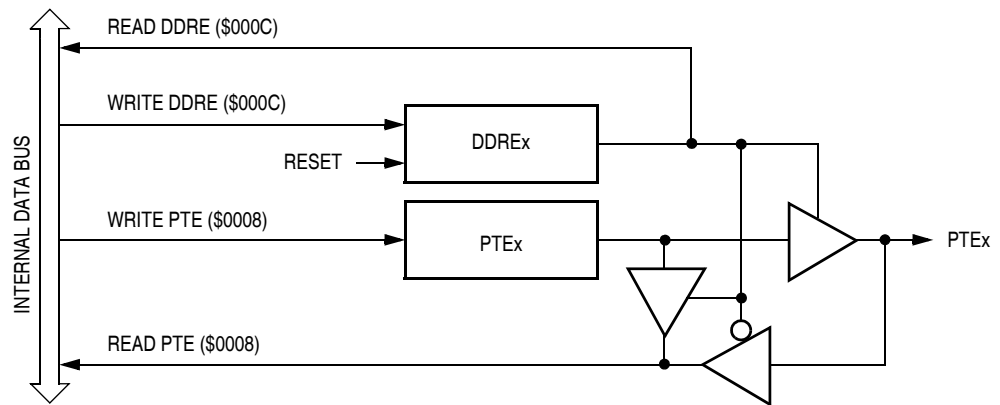 READ DDRE ($000C)
WRITE DDRE ($000C)
DDREx
RESET
WRITE PTE ($0008)
PTEx
PTEx
READ PTE ($0008)
INTERNAL DATA BUS